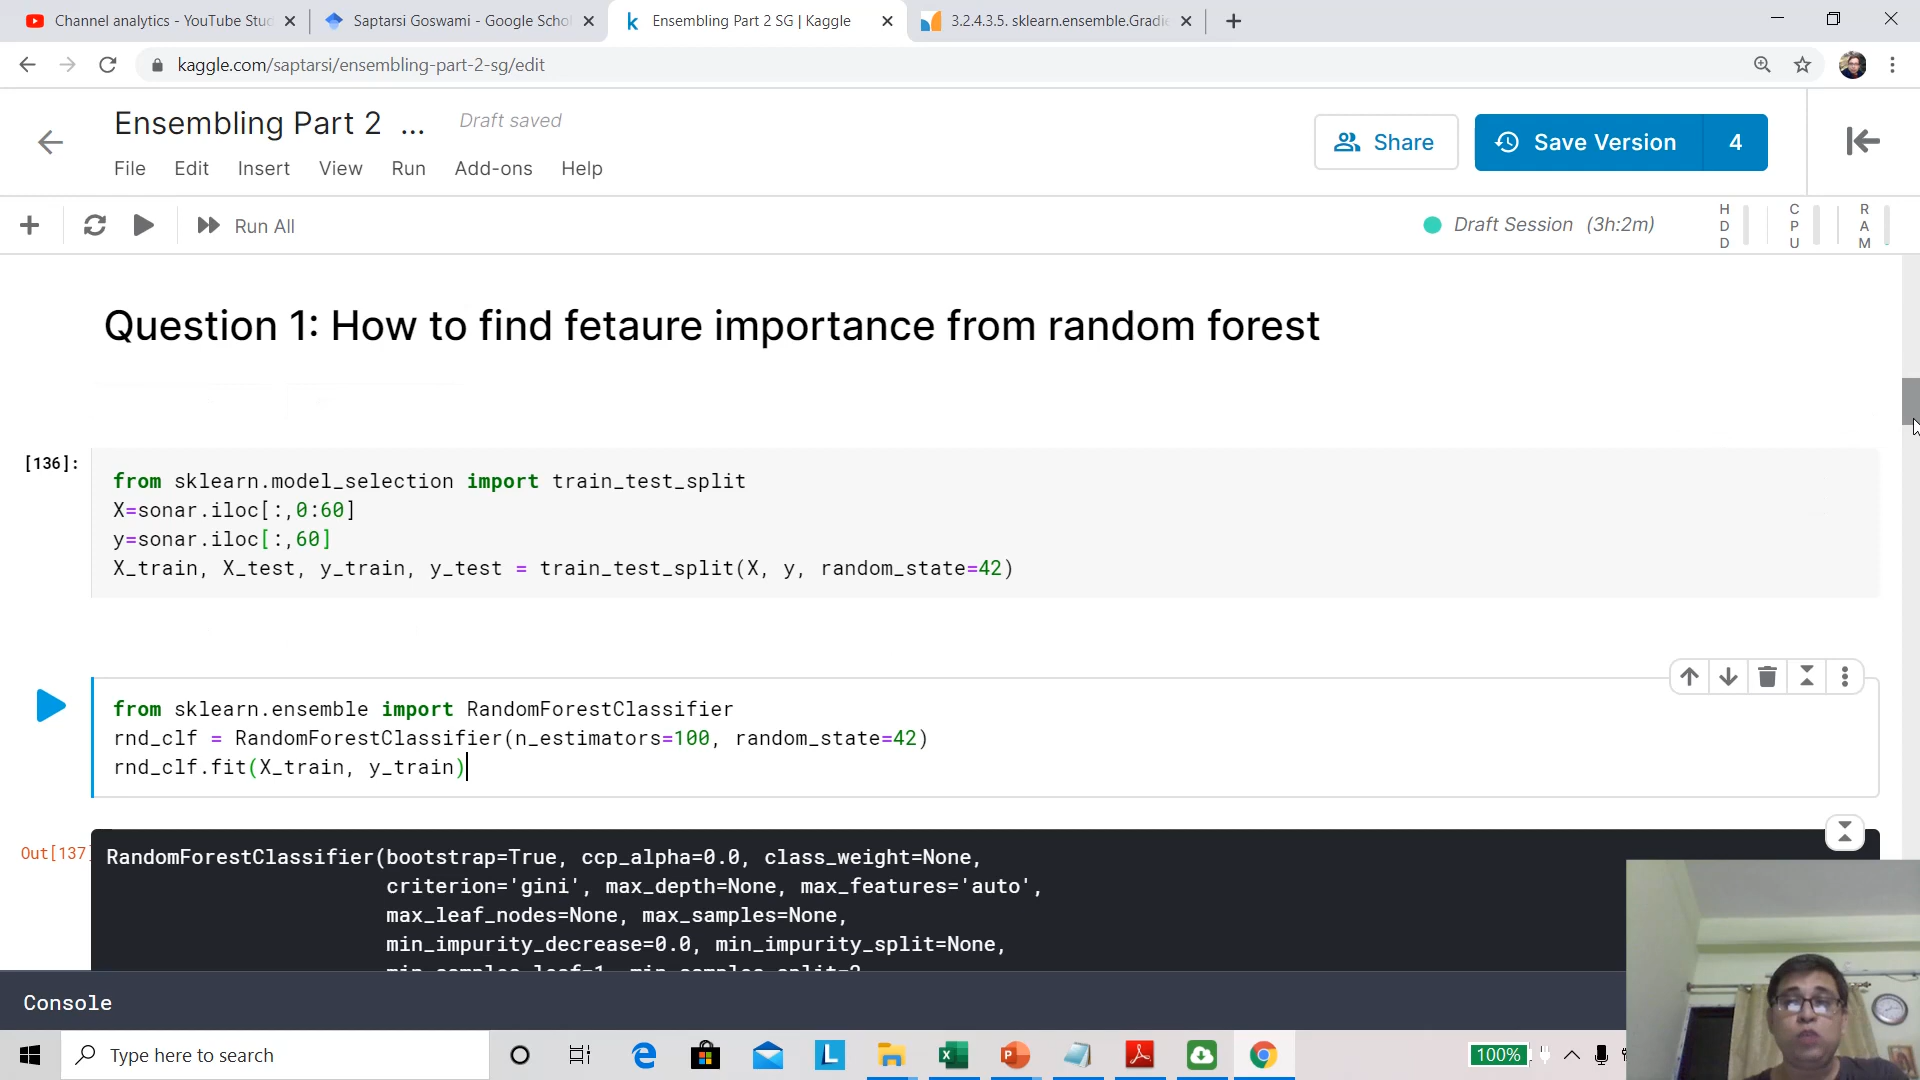 Channel analytics - YouTube Stud
Saptarsi Goswami - Google Schol
Ensembling Part 2 SG | Kaggle
3.2.4.3.5. sklearn.ensemble.Gradie
kaggle.com/saptarsi/ensembling-part-2-sg/edit
Ensembling Part 2 ...
Draft saved
File Edit Insert View Run Add-ons Help
Share
Save Version 4
Run All
Draft Session (3h:2m)
HDD
CPU
RAM
Question 1: How to find fetaure importance from random forest
[136]:
from sklearn.model_selection import train_test_split
X=sonar.iloc[:,0:60]
y=sonar.iloc[:,60]
X_train, X_test, y_train, y_test = train_test_split(X, y, random_state=42)
from sklearn.ensemble import RandomForestClassifier
rnd_clf = RandomForestClassifier(n_estimators=100, random_state=42)
rnd_clf.fit(X_train, y_train)
Out[137]
RandomForestClassifier(bootstrap=True, ccp_alpha=0.0, class_weight=None,
criterion='gini', max_depth=None, max_features='auto',
max_leaf_nodes=None, max_samples=None,
min_impurity_decrease=0.0, min_impurity_split=None,
min_samples_leaf=1, min_samples_split=2,
Console
Type here to search
100%